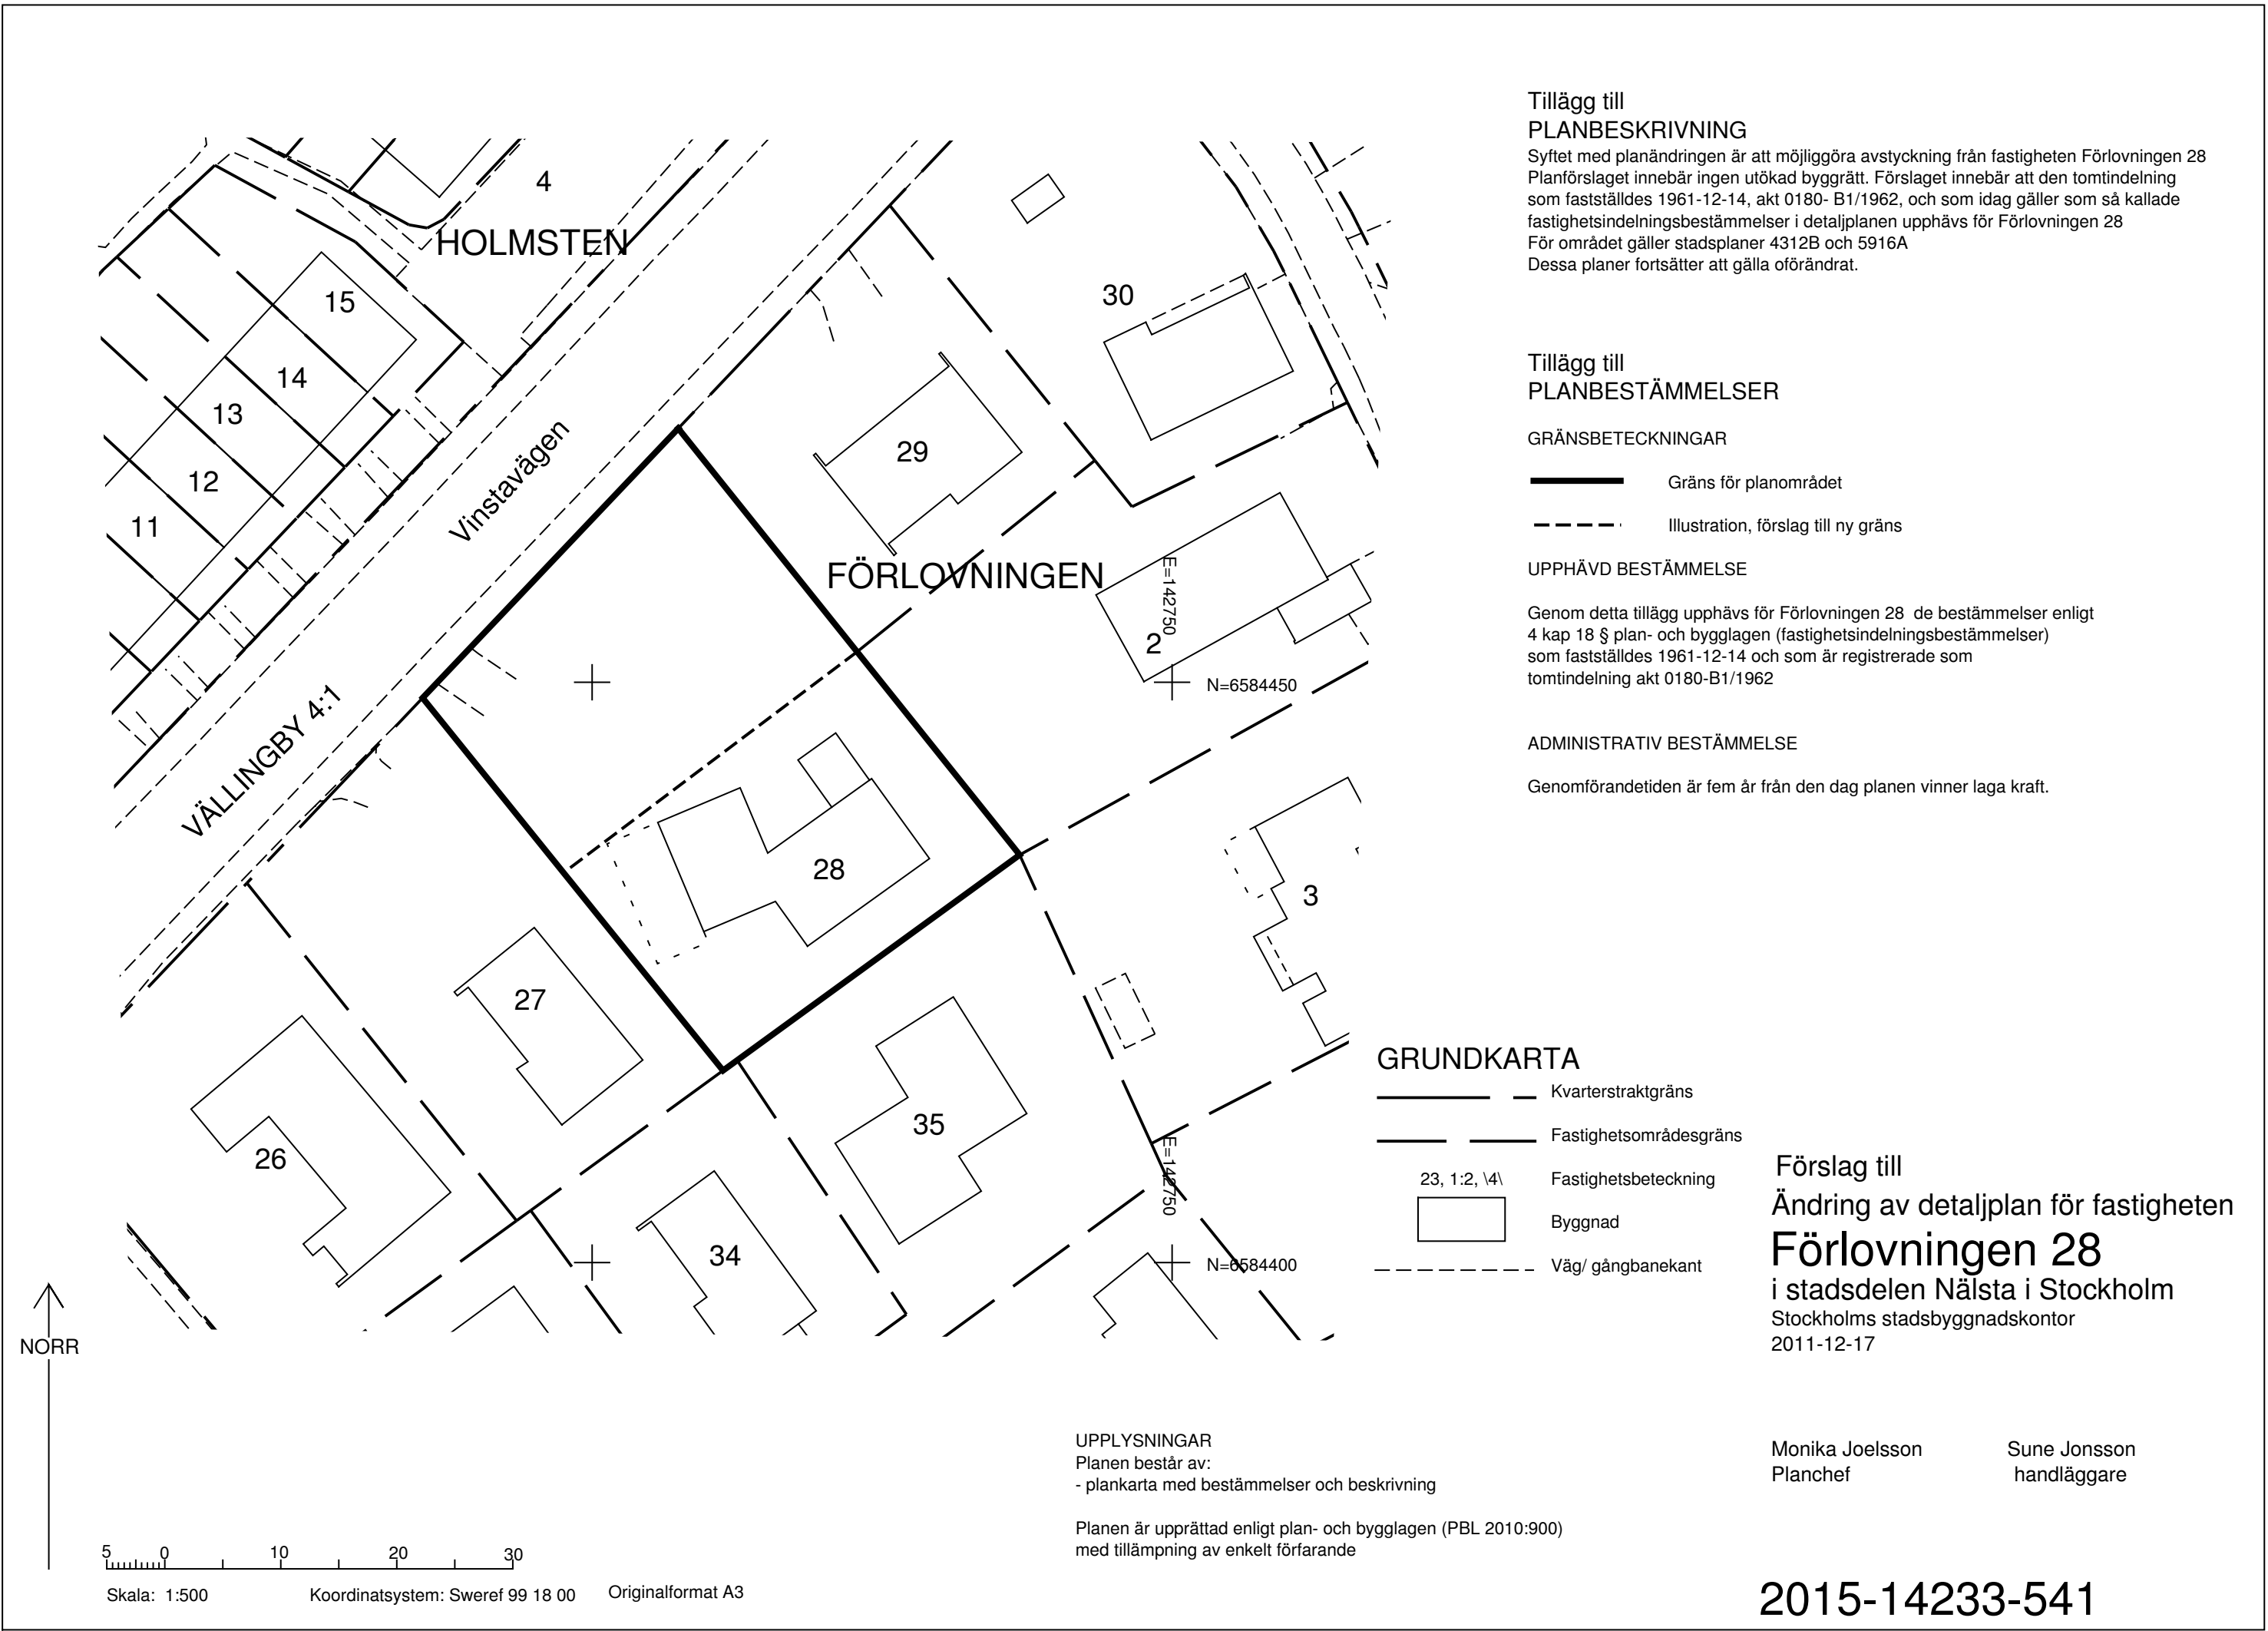 Tillägg till
PLANBESKRIVNING
Syftet med planändringen är att möjliggöra avstyckning från fastigheten Förlovningen 28
Planförslaget innebär ingen utökad byggrätt. Förslaget innebär att den tomtindelning
som fastställdes 1961-12-14, akt 0180- B1/1962, och som idag gäller som så kallade
fastighetsindelningsbestämmelser i detaljplanen upphävs för Förlovningen 28
För området gäller stadsplaner 4312B och 5916A
Dessa planer fortsätter att gälla oförändrat.
Tillägg till
PLANBESTÄMMELSER
GRÄNSBETECKNINGAR
Gräns för planområdet
Illustration, förslag till ny gräns
UPPHÄVD BESTÄMMELSE
Genom detta tillägg upphävs för Förlovningen 28 de bestämmelser enligt
4 kap 18 § plan- och bygglagen (fastighetsindelningsbestämmelser)
som fastställdes 1961-12-14 och som är registrerade som
tomtindelning akt 0180-B1/1962
ADMINISTRATIV BESTÄMMELSE
Genomförandetiden är fem år från den dag planen vinner laga kraft.
4
HOLMSTEN
15
14
13
12
11
30
29
Vinstavägen
FÖRLOVNINGEN
E=142750
2
N=6584450
VÄLLINGBY 4:1
28
3
27
35
26
34
E=142750
N=6584400
GRUNDKARTA
Kvarterstraktgräns
Fastighetsområdesgräns
23, 1:2, \4\ Fastighetsbeteckning
Byggnad
Väg/ gångbanekant
Förslag till
Ändring av detaljplan för fastigheten
Förlovningen 28
i stadsdelen Nälsta i Stockholm
Stockholms stadsbyggnadskontor
2011-12-17
Monika Joelsson Sune Jonsson
Planchef handläggare
NORR
UPPLYSNINGAR
Planen består av:
- plankarta med bestämmelser och beskrivning
Planen är upprättad enligt plan- och bygglagen (PBL 2010:900)
med tillämpning av enkelt förfarande
5 0 10 20 30
Skala: 1:500 Koordinatsystem: Sweref 99 18 00 Originalformat A3
2015-14233-541